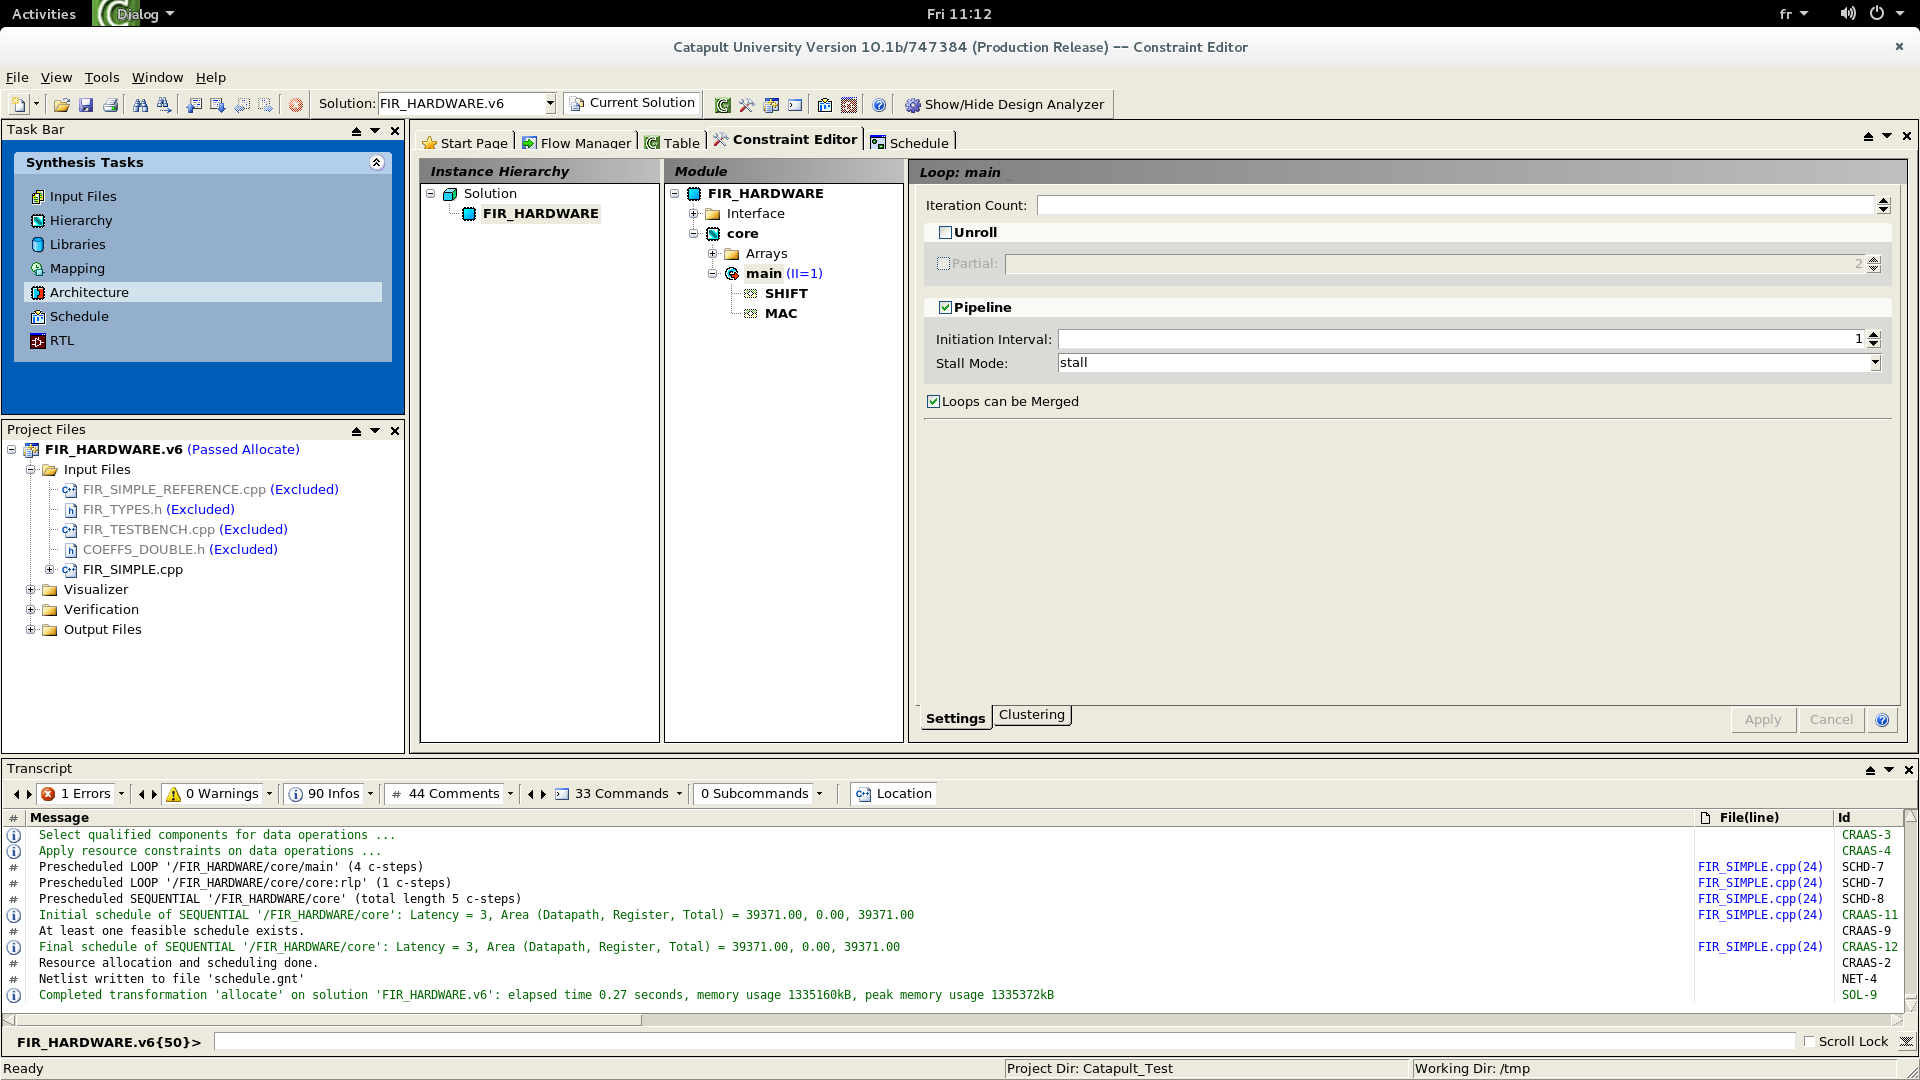 Activities
Dialog
Fri 11:12
fr
Catapult University Version 10.1b/747384 (Production Release) -- Constraint Editor
File View Tools Window Help
Solution: FIR_HARDWARE.v6
Current Solution
Show/Hide Design Analyzer
Task Bar
Synthesis Tasks
Input Files
Hierarchy
Libraries
Mapping
Architecture
Schedule
RTL
Project Files
FIR_HARDWARE.v6 (Passed Allocate)
Input Files
FIR_SIMPLE_REFERENCE.cpp (Excluded)
FIR_TYPES.h (Excluded)
FIR_TESTBENCH.cpp (Excluded)
COEFFS_DOUBLE.h (Excluded)
FIR_SIMPLE.cpp
Visualizer
Verification
Output Files
Start Page
Flow Manager
Table
Constraint Editor
Schedule
Instance Hierarchy
Solution
FIR_HARDWARE
Module
FIR_HARDWARE
Interface
core
Arrays
main (II=1)
SHIFT
MAC
Loop: main
Iteration Count:
Unroll
Partial: 2
Pipeline
Initiation Interval: 1
Stall Mode: stall
Loops can be Merged
Settings
Clustering
Apply
Cancel
Transcript
1 Errors
0 Warnings
90 Infos
# 44 Comments
33 Commands
0 Subcommands
Location
# Message File(line) Id
Select qualified components for data operations ... CRAAS-3
Apply resource constraints on data operations ... CRAAS-4
# Prescheduled LOOP '/FIR_HARDWARE/core/main' (4 c-steps) FIR_SIMPLE.cpp(24) SCHD-7
# Prescheduled LOOP '/FIR_HARDWARE/core/core:rlp' (1 c-steps) FIR_SIMPLE.cpp(24) SCHD-7
# Prescheduled SEQUENTIAL '/FIR_HARDWARE/core' (total length 5 c-steps) FIR_SIMPLE.cpp(24) SCHD-8
Initial schedule of SEQUENTIAL '/FIR_HARDWARE/core': Latency = 3, Area (Datapath, Register, Total) = 39371.00, 0.00, 39371.00 FIR_SIMPLE.cpp(24) CRAAS-11
# At least one feasible schedule exists. CRAAS-9
Final schedule of SEQUENTIAL '/FIR_HARDWARE/core': Latency = 3, Area (Datapath, Register, Total) = 39371.00, 0.00, 39371.00 FIR_SIMPLE.cpp(24) CRAAS-12
# Resource allocation and scheduling done. CRAAS-2
# Netlist written to file 'schedule.gnt' NET-4
Completed transformation 'allocate' on solution 'FIR_HARDWARE.v6': elapsed time 0.27 seconds, memory usage 1335160kB, peak memory usage 1335372kB SOL-9
FIR_HARDWARE.v6{50}>
Scroll Lock
Ready
Project Dir: Catapult_Test
Working Dir: /tmp